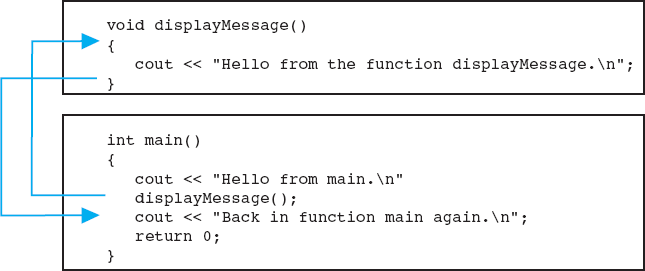 void displayMessage()
{
cout << "Hello from the function displayMessage.\n";
}
int main()
{
cout << "Hello from main.\n"
displayMessage();
cout << "Back in function main again.\n";
return 0;
}